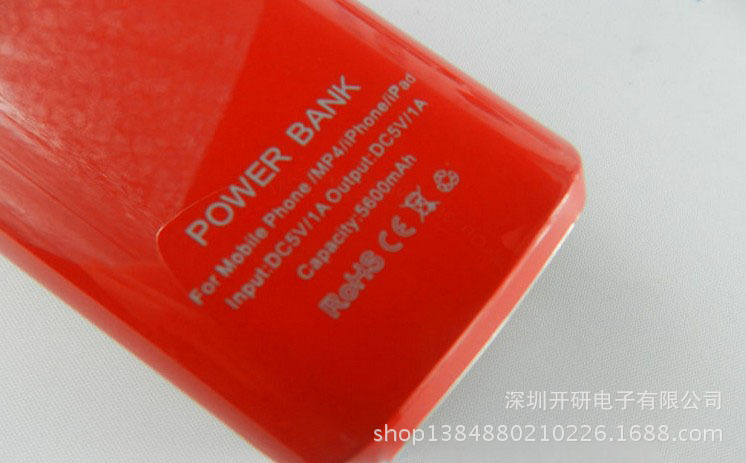 POWER BANK
For Mobile Phone /MP4/iPhone/iPad
Input:DC5V/1A Output:DC5V/1A
Capacity:5600mAh
RoHS CE
深圳开研电子有限公司
shop1384880210226.1688.com